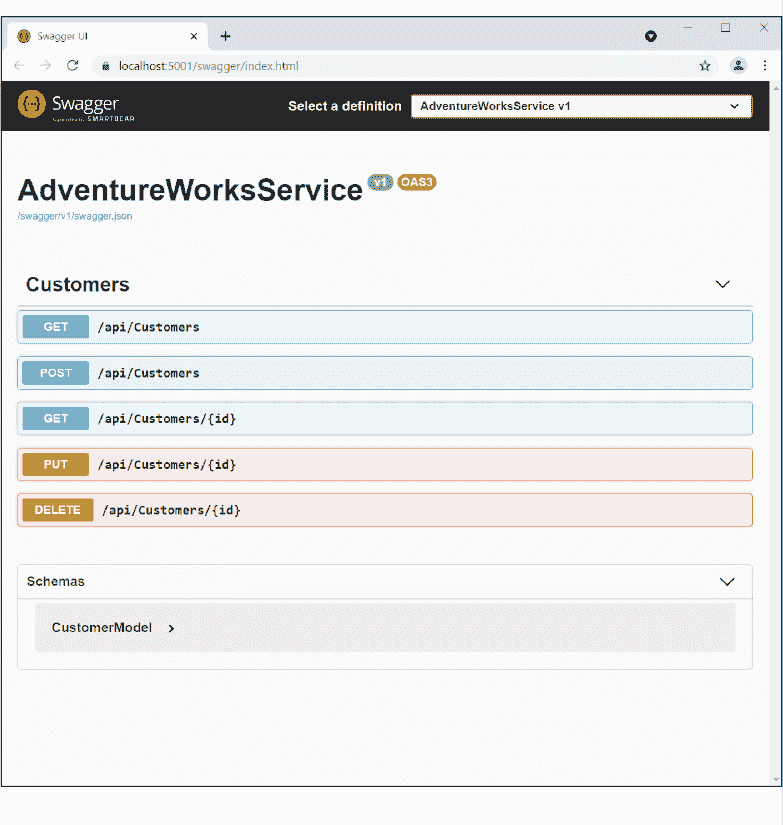 Swagger UI
localhost:5001/swagger/index.html
Swagger
SMARTBEAR
Select a definition
AdventureWorksService v1
AdventureWorksService v1 OAS3
/swagger/v1/swagger.json
Customers
GET /api/Customers
POST /api/Customers
GET /api/Customers/{id}
PUT /api/Customers/{id}
DELETE /api/Customers/{id}
Schemas
CustomerModel